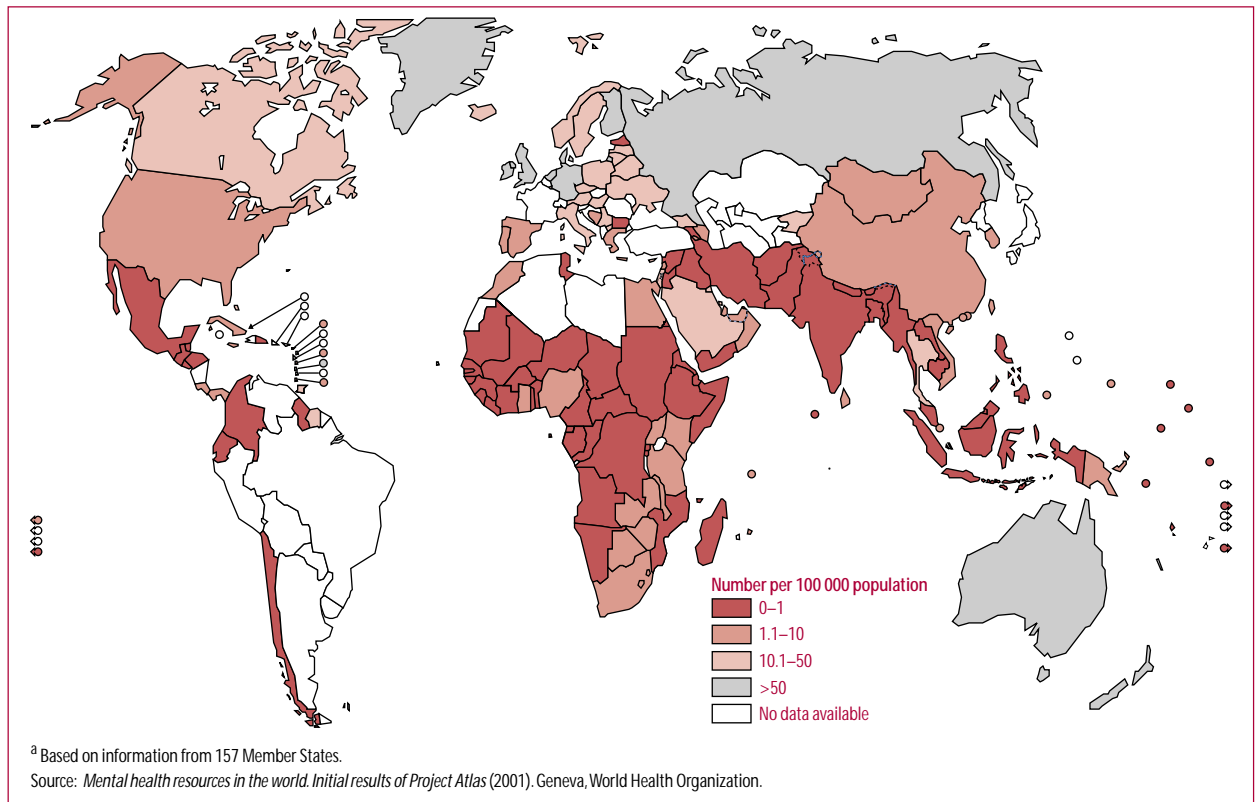 Number per 100 000 population
0–1
1.1–10
10.1–50
>50
No data available
a Based on information from 157 Member States.
Source: Mental health resources in the world. Initial results of Project Atlas (2001). Geneva, World Health Organization.